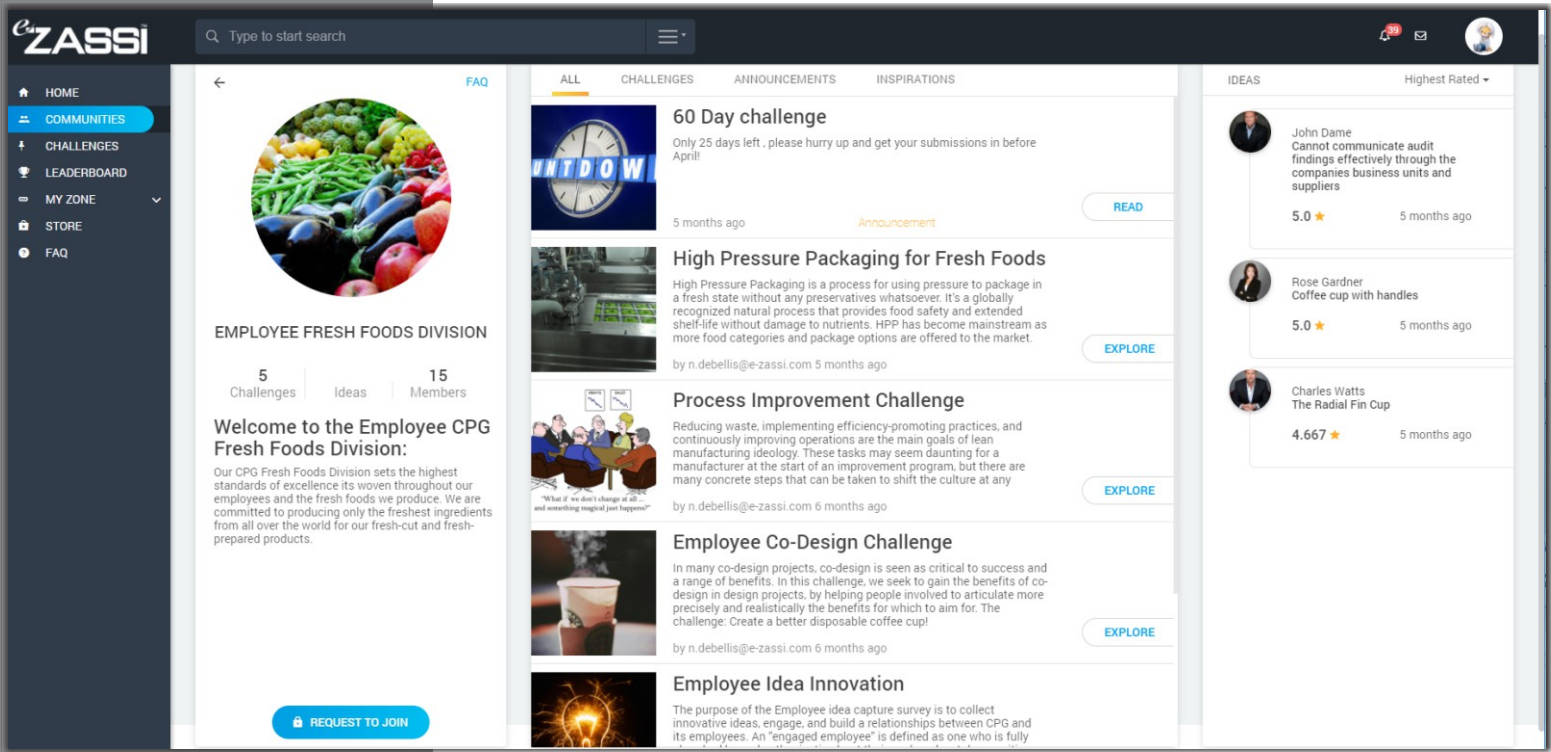 e-ZASSI
Type to start search
39
HOME
COMMUNITIES
CHALLENGES
LEADERBOARD
MY ZONE
STORE
FAQ
FAQ
EMPLOYEE FRESH FOODS DIVISION
5
Challenges
Ideas
15
Members
Welcome to the Employee CPG
Fresh Foods Division:
Our CPG Fresh Foods Division sets the highest
standards of excellence its woven throughout our
employees and the fresh foods we produce. We are
committed to producing only the freshest ingredients
from all over the world for our fresh-cut and fresh-
prepared products.
REQUEST TO JOIN
ALL CHALLENGES ANNOUNCEMENTS INSPIRATIONS
UNTDOW
60 Day challenge
Only 25 days left , please hurry up and get your submissions in before
April!
READ
5 months ago Announcement
High Pressure Packaging for Fresh Foods
High Pressure Packaging is a process for using pressure to package in
a fresh state without any preservatives whatsoever. It's a globally
recognized natural process that provides food safety and extended
shelf-life without damage to nutrients. HPP has become mainstream as
more food categories and package options are offered to the market.
EXPLORE
by n.debellis@e-zassi.com 5 months ago
"What if we don't change at all ...
and something magical just happens?"
Process Improvement Challenge
Reducing waste, implementing efficiency-promoting practices, and
continuously improving operations are the main goals of lean
manufacturing ideology. These tasks may seem daunting for a
manufacturer at the start of an improvement program, but there are
many concrete steps that can be taken to shift the culture at any
EXPLORE
by n.debellis@e-zassi.com 6 months ago
Employee Co-Design Challenge
In many co-design projects, co-design is seen as critical to success and
a range of benefits. In this challenge, we seek to gain the benefits of co-
design in design projects, by helping people involved to articulate more
precisely and realistically the benefits for which to aim for. The
challenge: Create a better disposable coffee cup!
EXPLORE
by n.debellis@e-zassi.com 6 months ago
Employee Idea Innovation
The purpose of the Employee idea capture survey is to collect
innovative ideas, engage, and build a relationships between CPG and
its employees. An "engaged employee" is defined as one who is fully
IDEAS Highest Rated
John Dame
Cannot communicate audit
findings effectively through the
companies business units and
suppliers
5.0 5 months ago
Rose Gardner
Coffee cup with handles
5.0 5 months ago
Charles Watts
The Radial Fin Cup
4.667 5 months ago